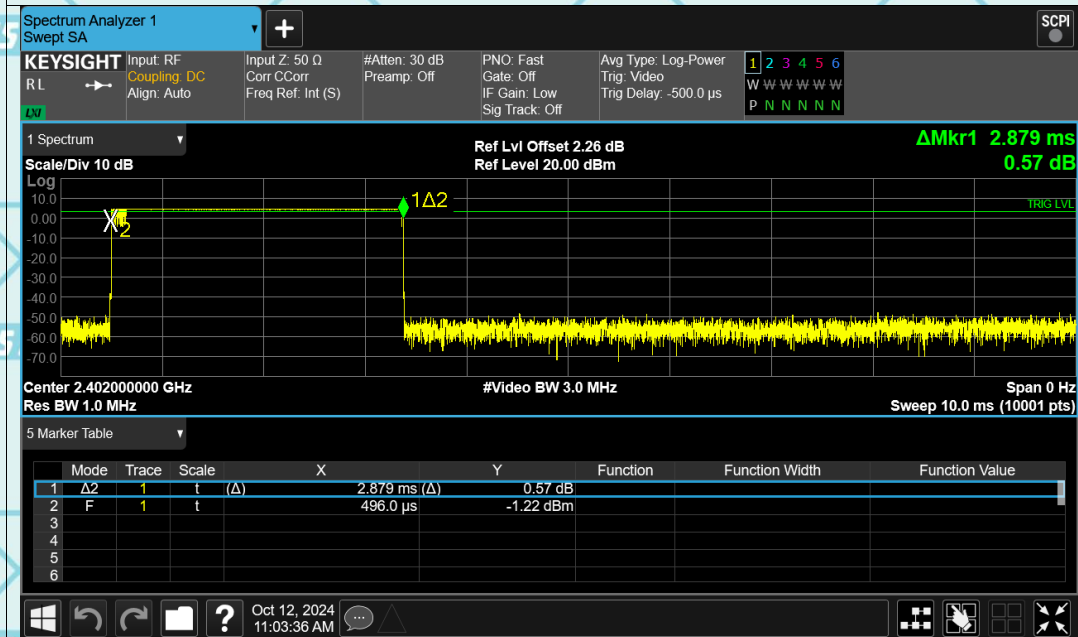 Spectrum Analyzer 1
Swept SA
+
SCPI
KEYSIGHT
R L
LXI
Input: RF
Coupling: DC
Align: Auto
Input Z: 50 Ω
Corr CCorr
Freq Ref: Int (S)
#Atten: 30 dB
Preamp: Off
PNO: Fast
Gate: Off
IF Gain: Low
Sig Track: Off
Avg Type: Log-Power
Trig: Video
Trig Delay: -500.0 µs
1 2 3 4 5 6
W W W W W W
P N N N N N
1 Spectrum
Scale/Div 10 dB
Ref Lvl Offset 2.26 dB
Ref Level 20.00 dBm
ΔMkr1 2.879 ms
0.57 dB
Log
10.0
0.00
-10.0
-20.0
-30.0
-40.0
-50.0
-60.0
-70.0
X
2
1Δ2
TRIG LVL
Center 2.402000000 GHz
#Video BW 3.0 MHz
Span 0 Hz
Res BW 1.0 MHz
Sweep 10.0 ms (10001 pts)
5 Marker Table
Mode Trace Scale X Y Function Function Width Function Value
1 Δ2 1 t (Δ) 2.879 ms (Δ) 0.57 dB
2 F 1 t 496.0 µs -1.22 dBm
3
4
5
6
?
Oct 12, 2024
11:03:36 AM